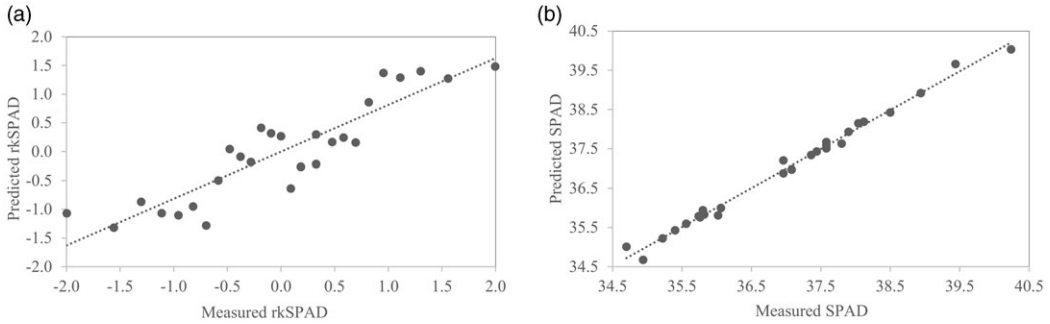 (a)
Predicted rkSPAD
2.0
1.5
1.0
0.5
0.0
-0.5
-1.0
-1.5
-2.0
-2.0 -1.5 -1.0 -0.5 0.0 0.5 1.0 1.5 2.0
Measured rkSPAD
(b)
Predicted SPAD
40.5
39.5
38.5
37.5
36.5
35.5
34.5
34.5 35.5 36.5 37.5 38.5 39.5 40.5
Measured SPAD